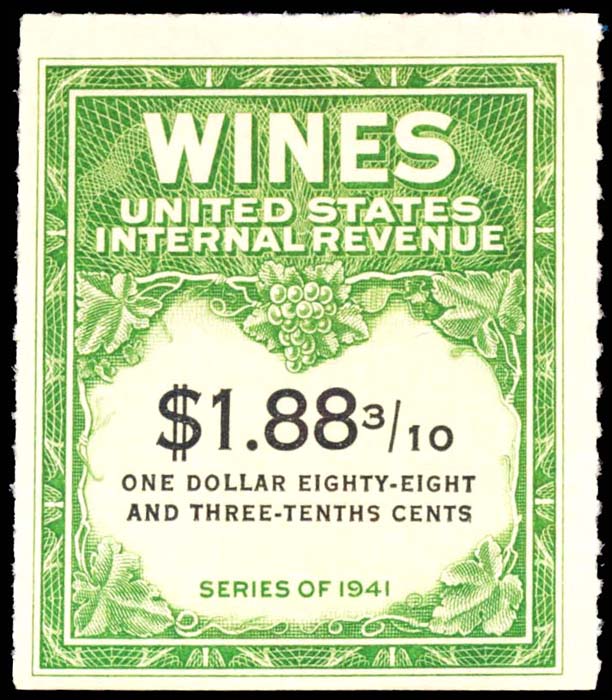 WINES
UNITED STATES
INTERNAL REVENUE
$1.88 3/10
ONE DOLLAR EIGHTY-EIGHT
AND THREE-TENTHS CENTS
SERIES OF 1941